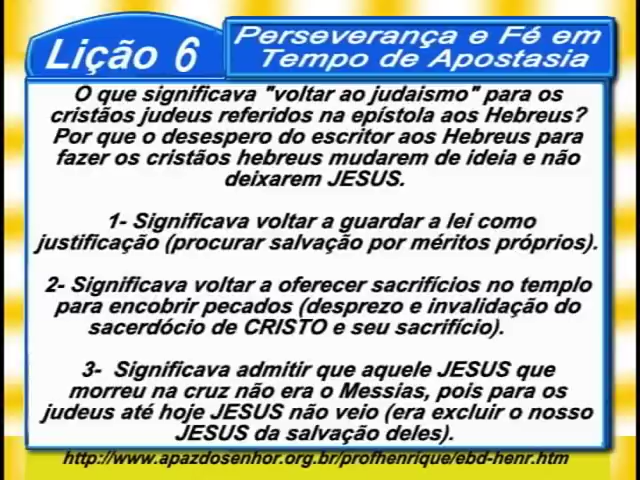 Lição 6
Perseverança e Fé em
Tempo de Apostasia
O que significava "voltar ao judaismo" para os
cristãos judeus referidos na epístola aos Hebreus?
Por que o desespero do escritor aos Hebreus para
fazer os cristãos hebreus mudarem de ideia e não
deixarem JESUS.
1- Significava voltar a guardar a lei como
justificação (procurar salvação por méritos próprios).
2- Significava voltar a oferecer sacrifícios no templo
para encobrir pecados (desprezo e invalidação do
sacerdócio de CRISTO e seu sacrifício).
3- Significava admitir que aquele JESUS que
morreu na cruz não era o Messias, pois para os
judeus até hoje JESUS não veio (era excluir o nosso
JESUS da salvação deles).
http://www.apazdosenhor.org.br/profhenrique/ebd-henr.htm